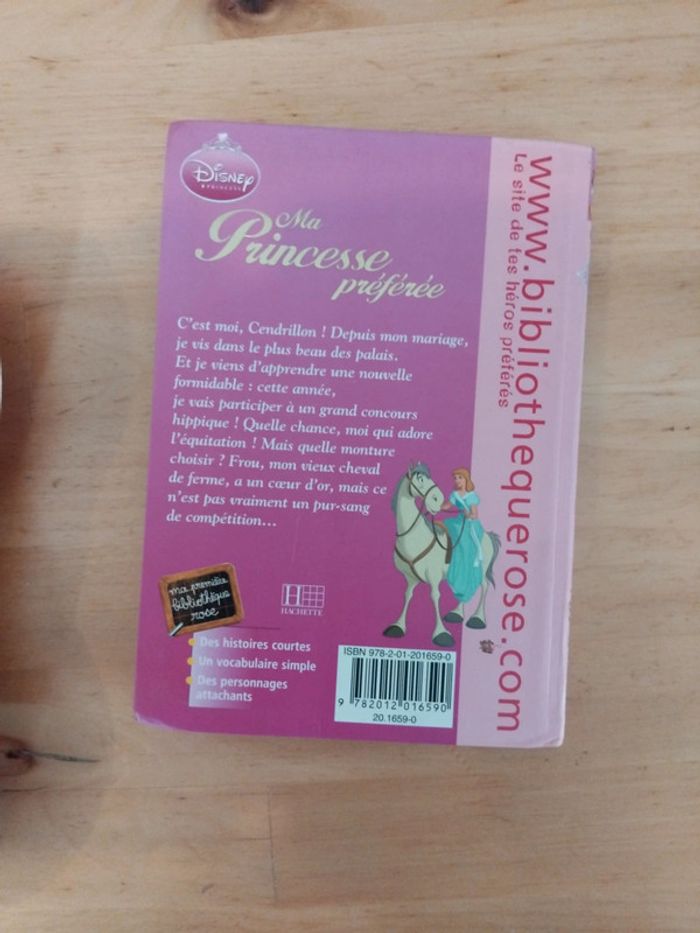 Disney
PRINCESS
Ma
Princesse
préférée
C'est moi, Cendrillon ! Depuis mon mariage,
je vis dans le plus beau des palais.
Et je viens d'apprendre une nouvelle
formidable : cette année,
je vais participer à un grand concours
hippique ! Quelle chance, moi qui adore
l'équitation ! Mais quelle monture
choisir ? Frou, mon vieux cheval
de ferme, a un cœur d'or, mais ce
n'est pas vraiment un pur-sang
de compétition…
ma première
bibliothèque
rose
H
HACHETTE
• Des histoires courtes
• Un vocabulaire simple
• Des personnages
attachants
ISBN 978-2-01-201659-0
9 782012 016590
20.1659-0
www.bibliothequerose.com
Le site de tes héros préférés